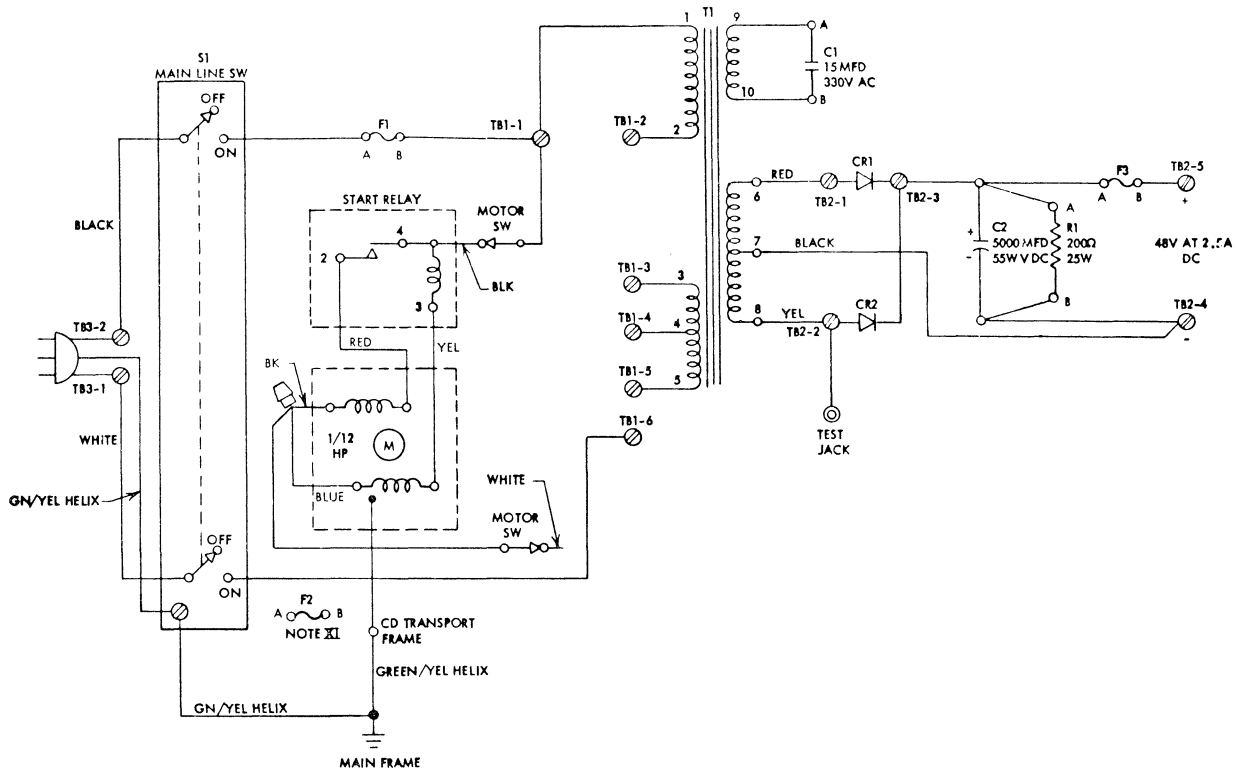 T1
1
9
A
C1
15 MFD
330V AC
10
B
2
TB1-2
S1
MAIN LINE SW
OFF
ON
F1
A B
TB1-1
START RELAY
MOTOR
SW
4
2
3
BLK
BLACK
RED
YEL
6
RED
TB2-1
CR1
TB2-3
F3
A B
TB2-5
+
7
BLACK
+
-
C2
5000 MFD
55W V DC
A
R1
200Ω
25W
B
48V AT 2.5A
DC
8
YEL
TB2-2
CR2
TB2-4
-
TEST
JACK
TB1-3
3
TB1-4
4
TB1-5
5
TB1-6
TB3-2
TB3-1
WHITE
GN/YEL HELIX
BK
1/12
HP
M
BLUE
WHITE
MOTOR
SW
OFF
ON
F2
A B
NOTE XI
CD TRANSPORT
FRAME
GREEN/YEL HELIX
GN/YEL HELIX
MAIN FRAME